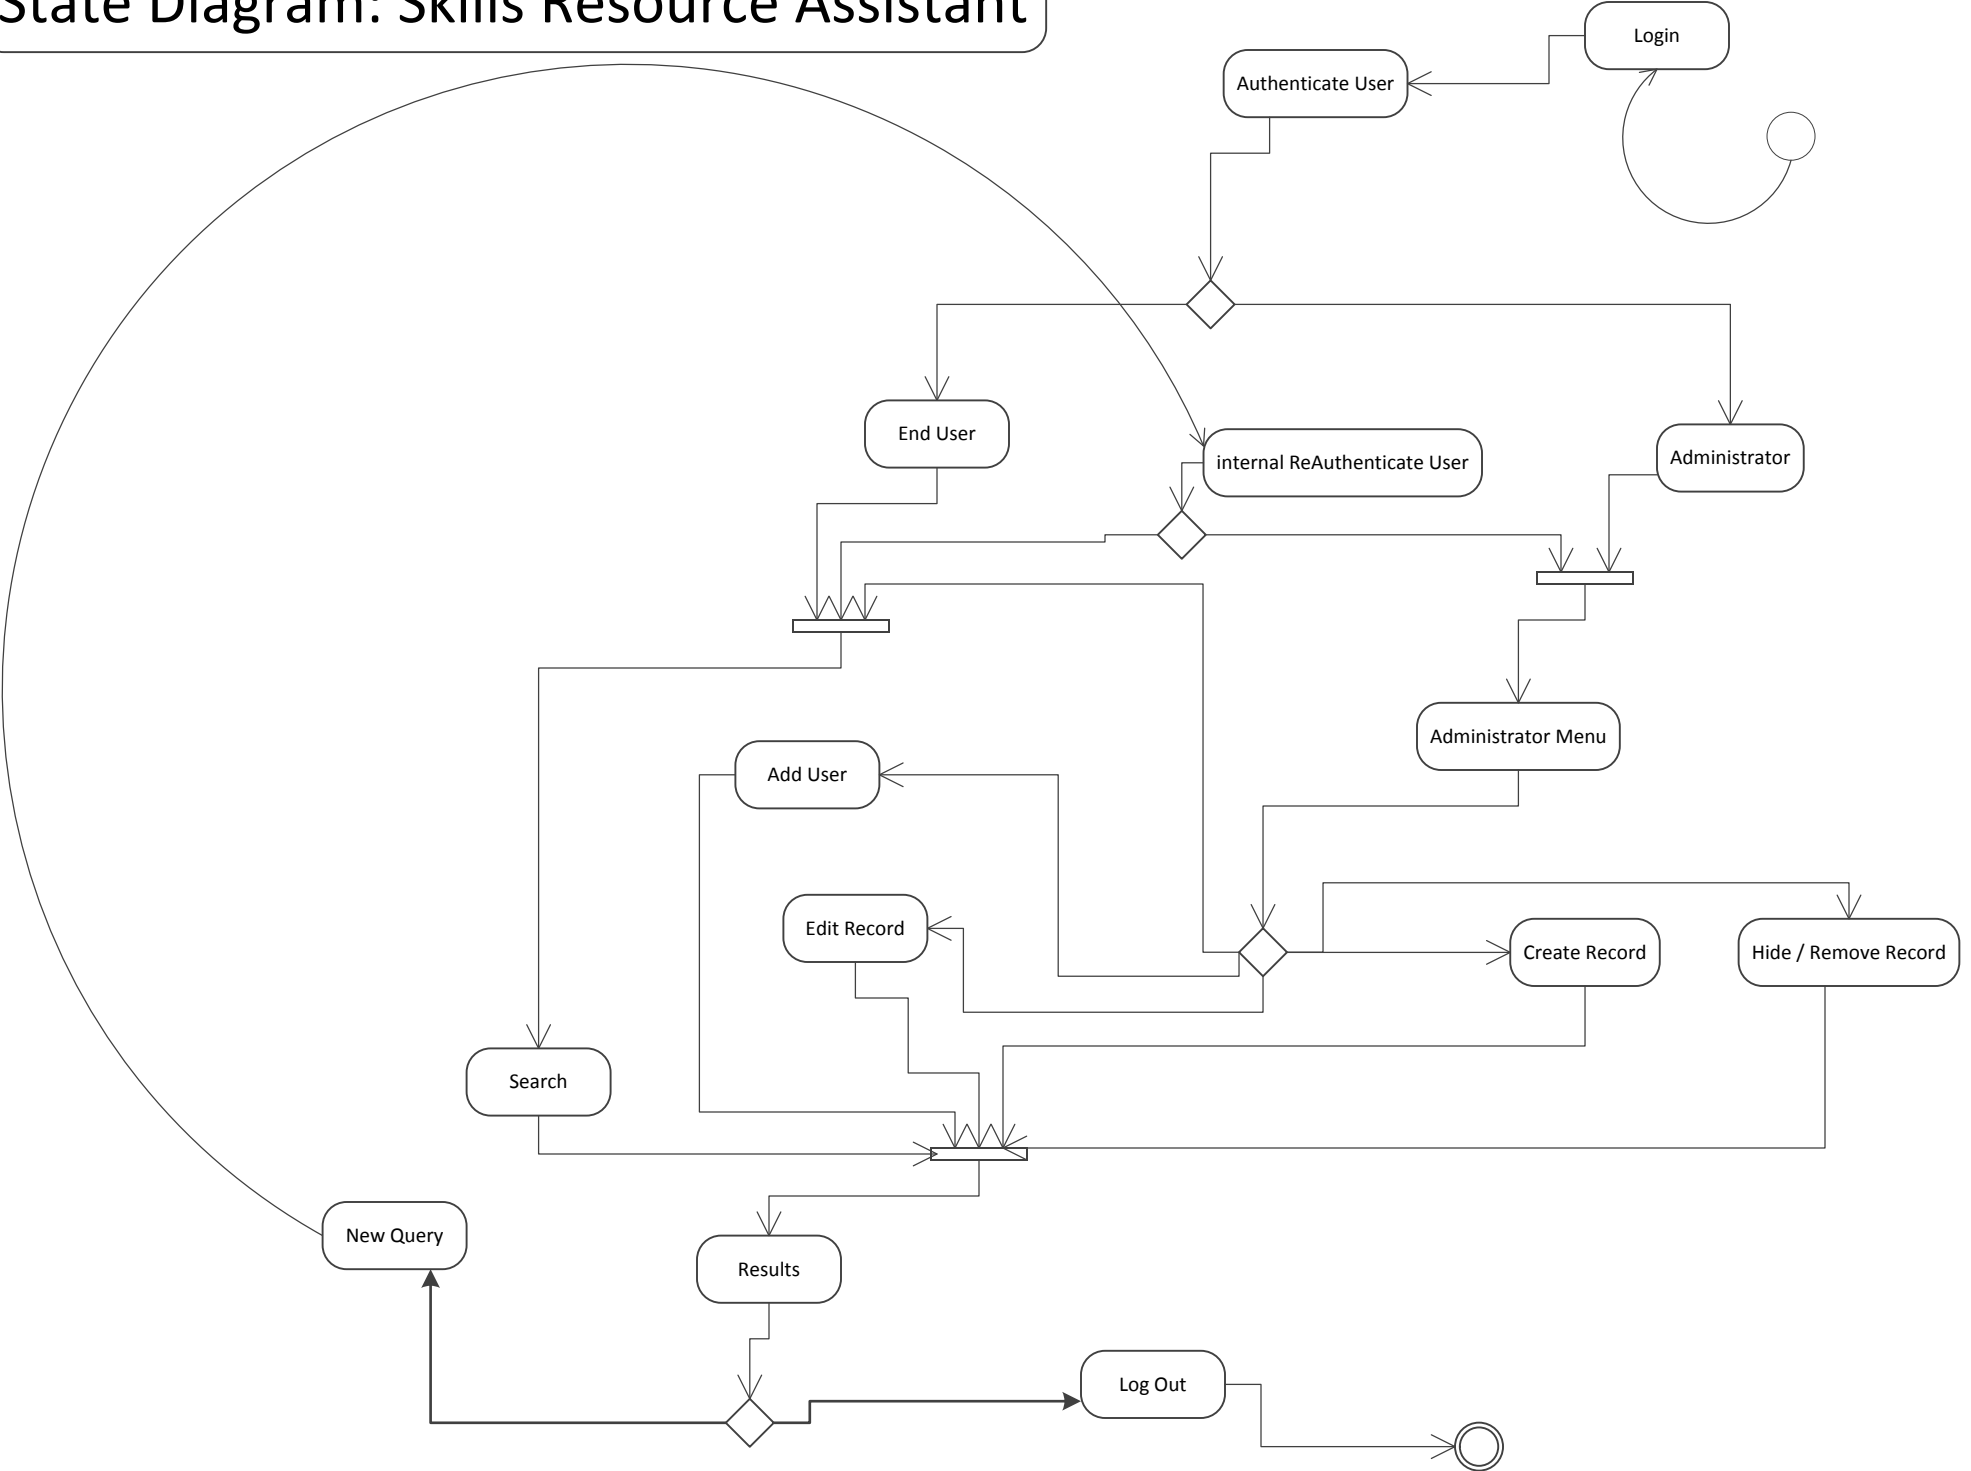 State Diagram: Skills Resource Assistant
Login
Authenticate User
End User
internal ReAuthenticate User
Administrator
Administrator Menu
Add User
Edit Record
Create Record
Hide / Remove Record
Search
New Query
Results
Log Out